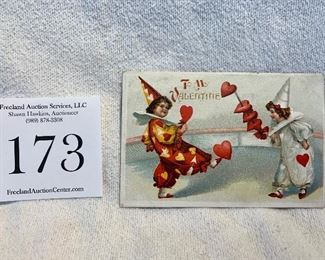 Freeland Auction Services, LLC
Shawn Hawkins, Auctioneer
(989) 878-3308
173
FreelandAuctionCenter.com
To My
Valentine